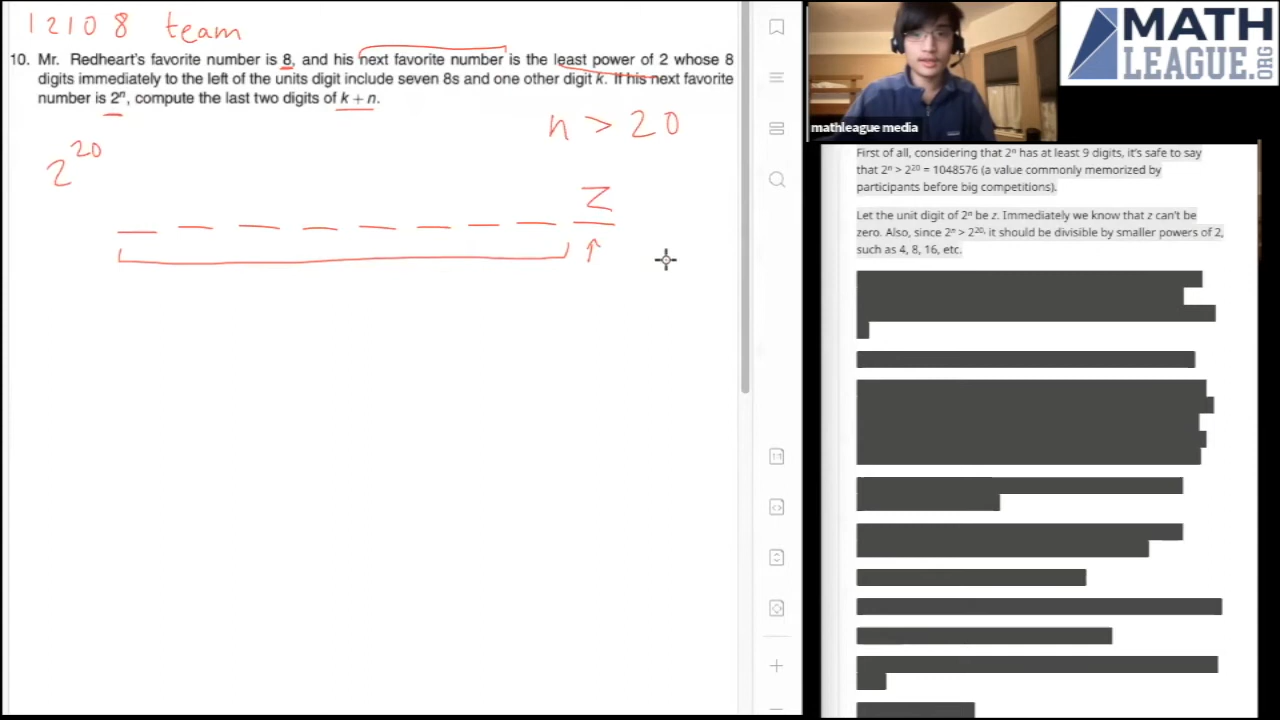 12108 team
10. Mr. Redheart's favorite number is 8, and his next favorite number is the least power of 2 whose 8
digits immediately to the left of the units digit include seven 8s and one other digit k. If his next favorite
number is 2ⁿ, compute the last two digits of k + n.
n > 20
2²⁰
z
mathleague media
MATH
LEAGUE.ORG
First of all, considering that 2ⁿ has at least 9 digits, it's safe to say
that 2ⁿ > 2²⁰ = 1048576 (a value commonly memorized by
participants before big competitions).
Let the unit digit of 2ⁿ be z. Immediately we know that z can't be
zero. Also, since 2ⁿ > 2²⁰, it should be divisible by smaller powers of 2,
such as 4, 8, 16, etc.